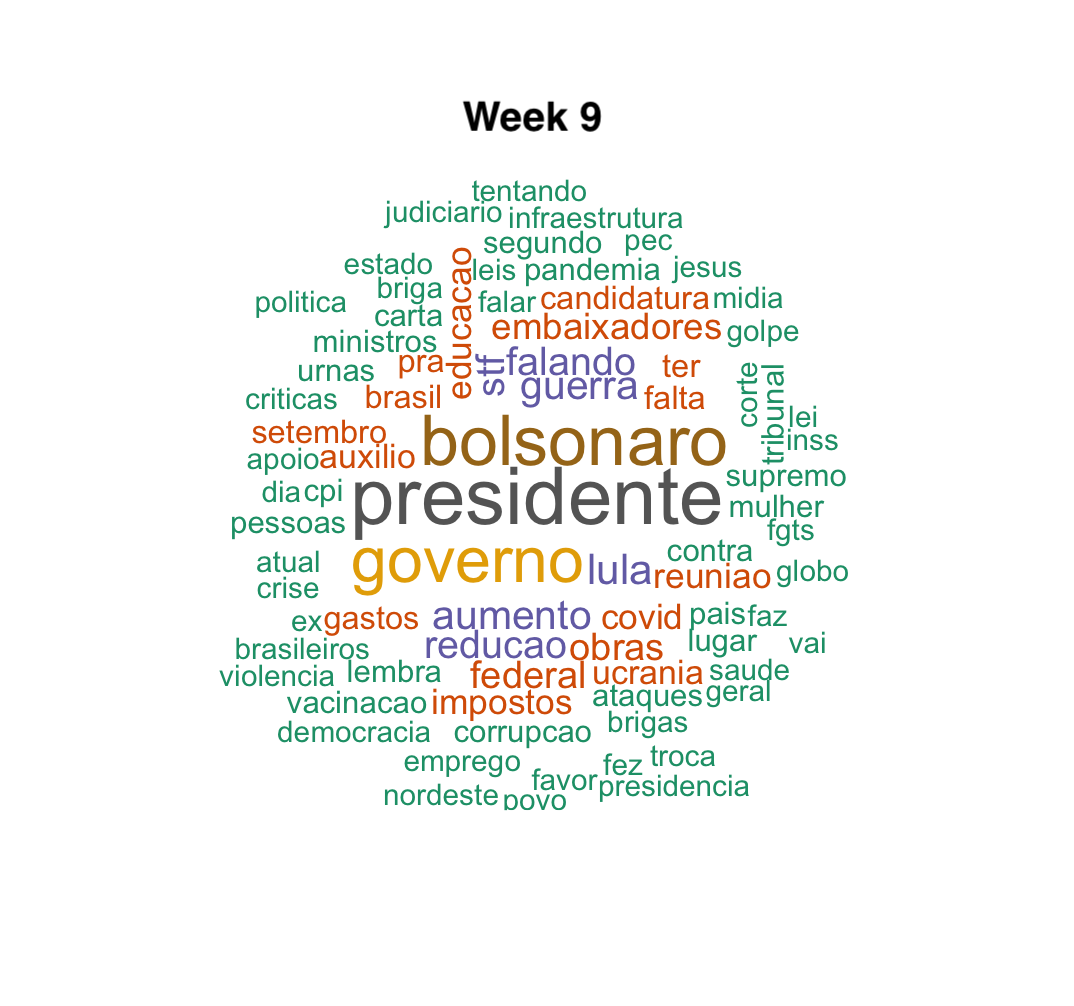 Week 9
tentando
judiciario infraestrutura
segundo pec
estado leis pandemia jesus
politica briga falar candidatura midia
carta embaixadores golpe
ministros
educacao
urnas pra stf falando ter
criticas brasil guerra falta
corte
tribunal
setembro bolsonaro lei
apoio auxilio inss
dia cpi presidente supremo
pessoas mulher
fgts
atual governo lula contra
crise reuniao globo
ex gastos aumento covid pais faz
brasileiros reducao obras lugar vai
violencia lembra federal ucrania saude
vacinacao impostos ataques geral
democracia corrupcao brigas
emprego fez troca
nordeste favor presidencia
povo